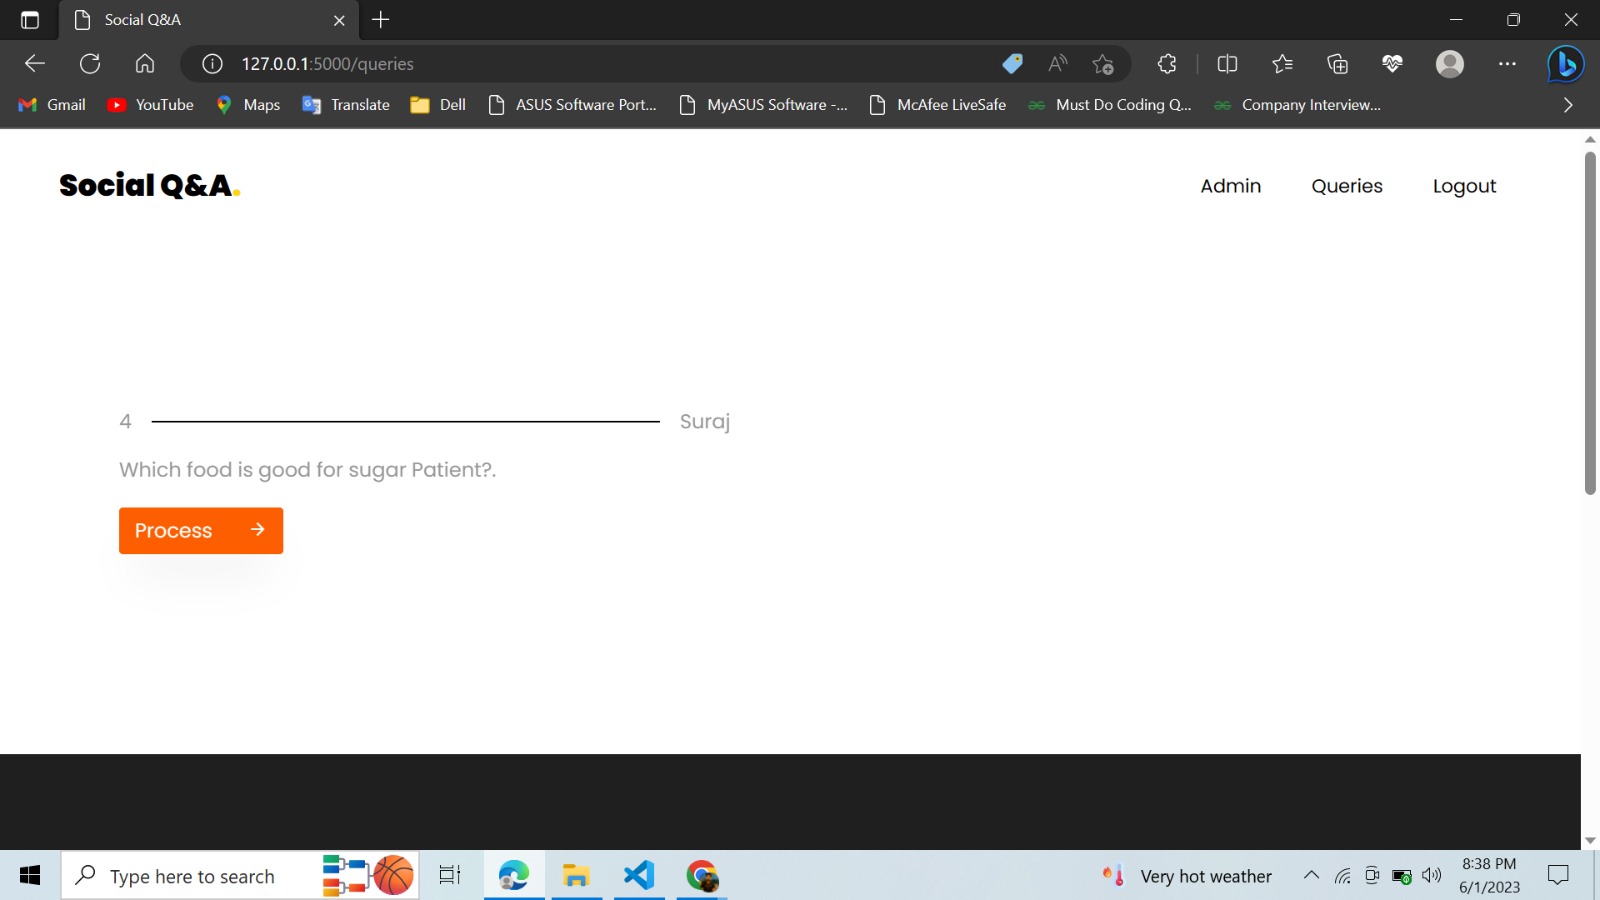 Social Q&A
127.0.0.1:5000/queries
Gmail YouTube Maps Translate Dell ASUS Software Port... MyASUS Software -... McAfee LiveSafe Must Do Coding Q... Company Interview...
Social Q&A.
Admin Queries Logout
4 Suraj
Which food is good for sugar Patient?.
Process
Type here to search
Very hot weather
8:38 PM
6/1/2023